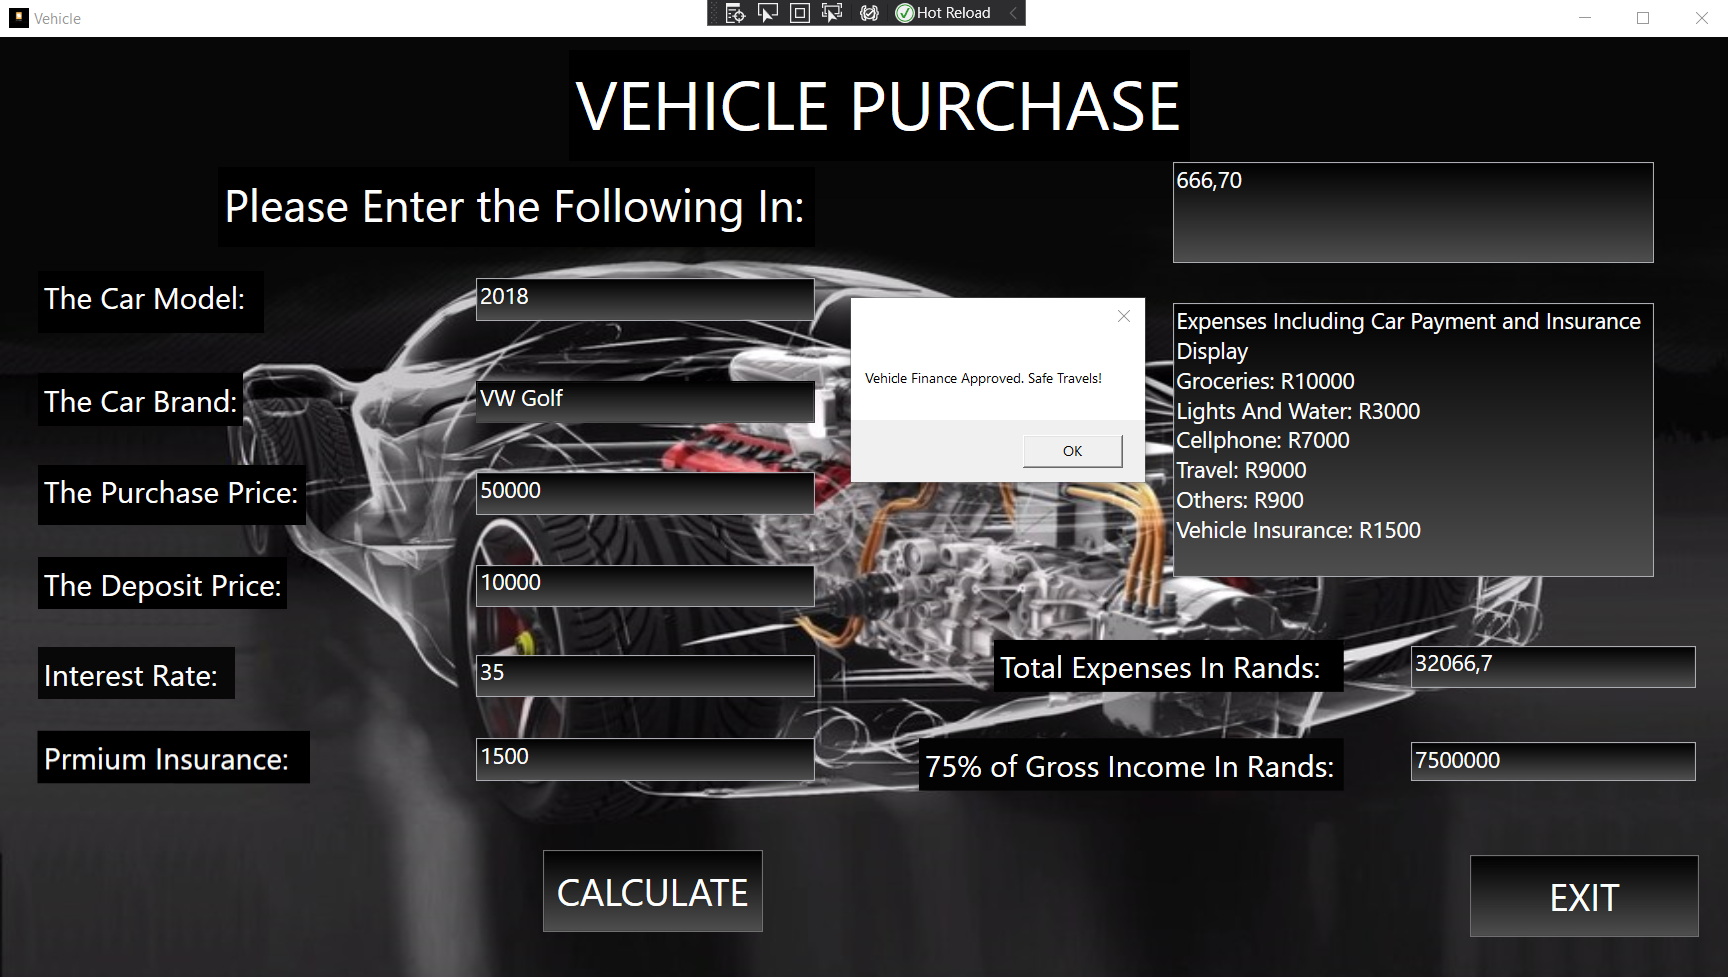 Vehicle
Hot Reload
VEHICLE PURCHASE
Please Enter the Following In:
666,70
The Car Model:
2018
The Car Brand:
VW Golf
The Purchase Price:
50000
The Deposit Price:
10000
Interest Rate:
35
Prmium Insurance:
1500
Vehicle Finance Approved. Safe Travels!
OK
Expenses Including Car Payment and Insurance
Display
Groceries: R10000
Lights And Water: R3000
Cellphone: R7000
Travel: R9000
Others: R900
Vehicle Insurance: R1500
Total Expenses In Rands:
32066,7
75% of Gross Income In Rands:
7500000
CALCULATE
EXIT